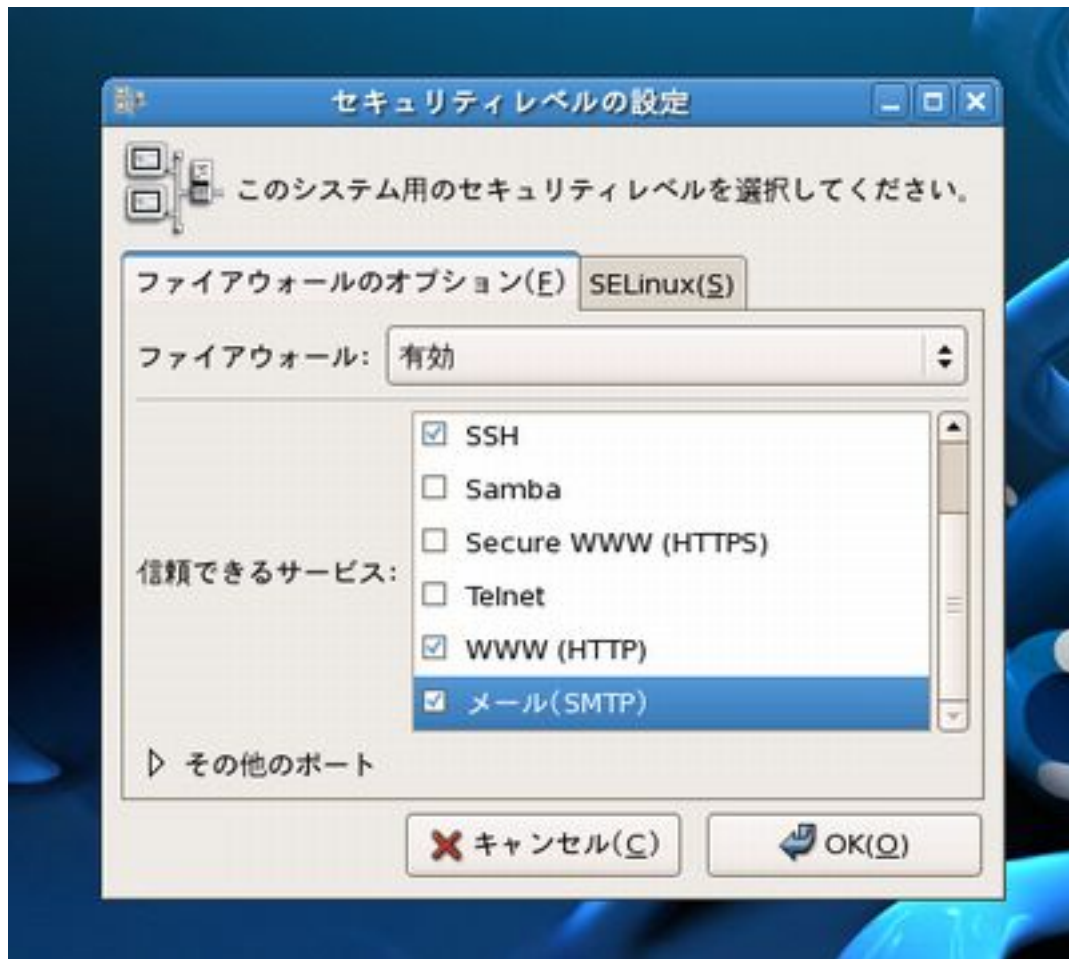 セキュリティレベルの設定
このシステム用のセキュリティレベルを選択してください。
ファイアウォールのオプション(F) SELinux(S)
ファイアウォール: 有効
信頼できるサービス:
SSH
Samba
Secure WWW (HTTPS)
Telnet
WWW (HTTP)
メール(SMTP)
その他のポート
キャンセル(C) OK(O)